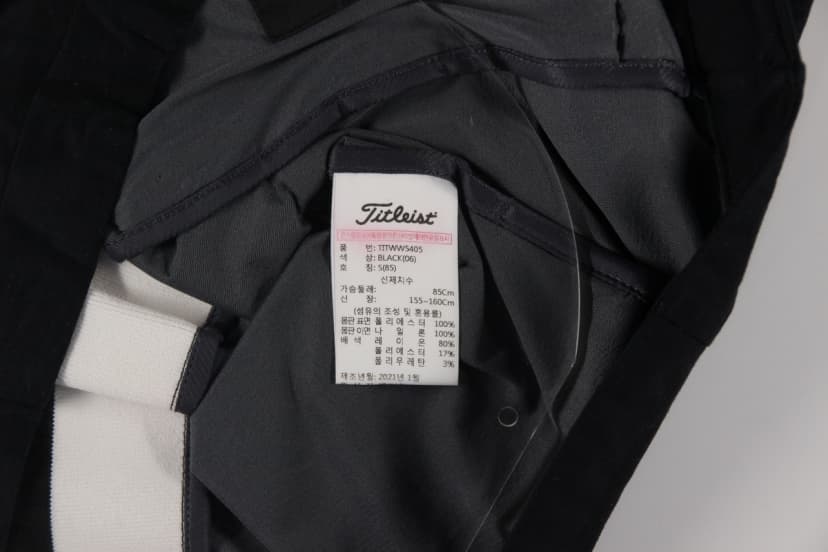 Titleist
품 번: TITWWS405
색 상: BLACK(06)
호 칭: S(85)
신체치수
가슴둘레: 85Cm
신 장: 155~160Cm
(섬유의 조성 및 혼용률)
몸판 표면 폴 리 에 스 터 100%
몸판 이면 나 일 론 100%
배 색 레 이 온 80%
폴 리 에 스 터 17%
폴 리 우 레 탄 3%
제조년월: 2021년 1월